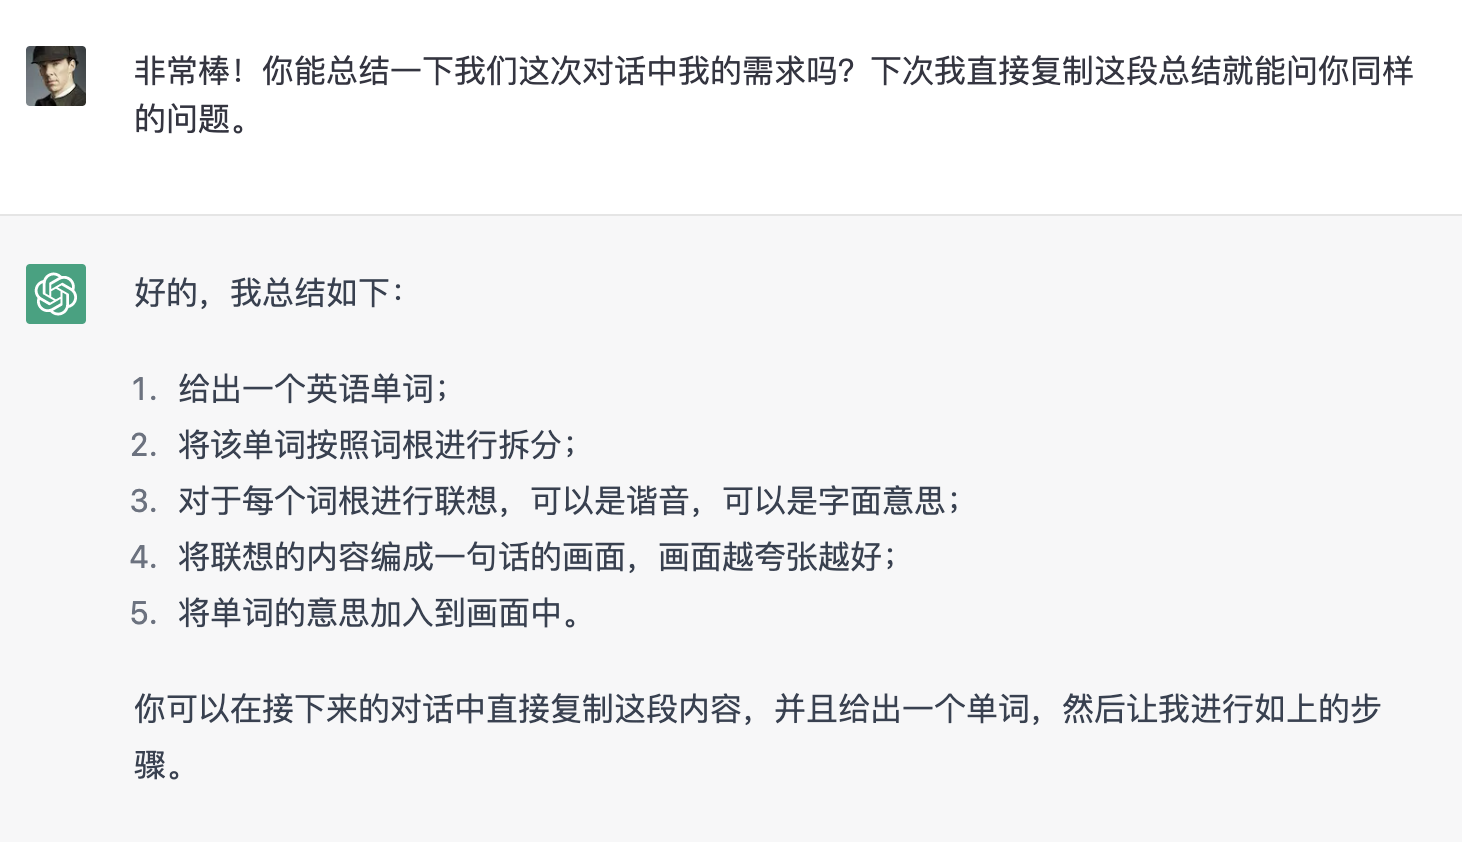 非常棒！你能总结一下我们这次对话中我的需求吗？下次我直接复制这段总结就能问你同样
的问题。
好的，我总结如下：
1. 给出一个英语单词；
2. 将该单词按照词根进行拆分；
3. 对于每个词根进行联想，可以是谐音，可以是字面意思；
4. 将联想的内容编成一句话的画面，画面越夸张越好；
5. 将单词的意思加入到画面中。
你可以在接下来的对话中直接复制这段内容，并且给出一个单词，然后让我进行如上的步
骤。